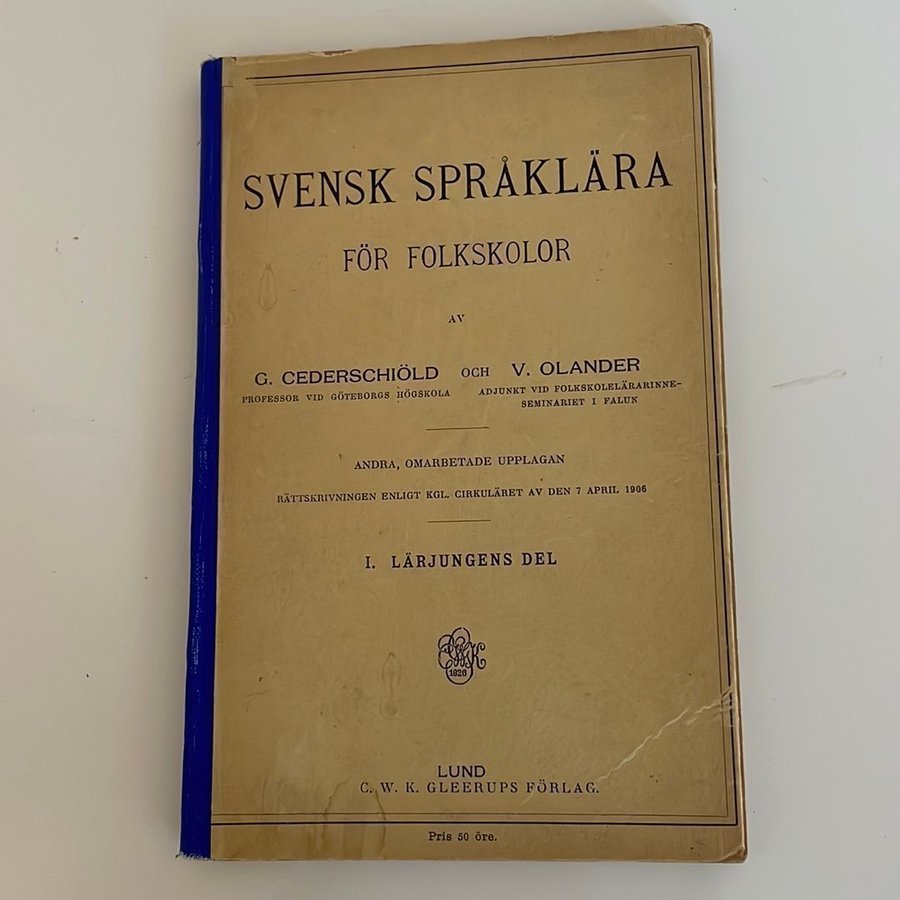 SVENSK SPRÅKLÄRA
FÖR FOLKSKOLOR
AV
G. CEDERSCHIÖLD OCH V. OLANDER
PROFESSOR VID GÖTEBORGS HÖGSKOLA ADJUNKT VID FOLKSKOLELÄRARINNE-
SEMINARIET I FALUN
ANDRA, OMARBETADE UPPLAGAN
RÄTTSKRIVNINGEN ENLIGT KGL. CIRKULÄRET AV DEN 7 APRIL 1906
I. LÄRJUNGENS DEL
CWK
1826
LUND
C. W. K. GLEERUPS FÖRLAG.
Pris 50 öre.